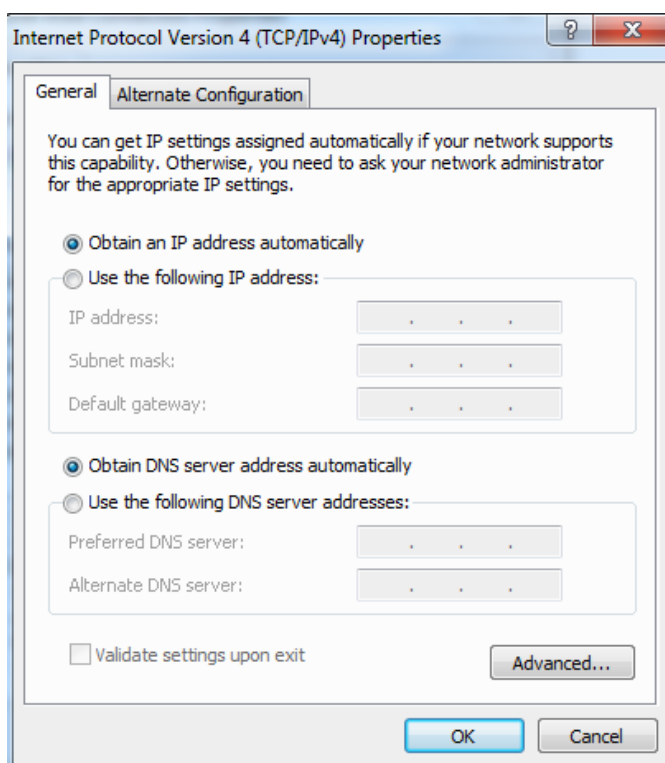 Internet Protocol Version 4 (TCP/IPv4) Properties
General
Alternate Configuration
You can get IP settings assigned automatically if your network supports
this capability. Otherwise, you need to ask your network administrator
for the appropriate IP settings.
Obtain an IP address automatically
Use the following IP address:
IP address:
Subnet mask:
Default gateway:
Obtain DNS server address automatically
Use the following DNS server addresses:
Preferred DNS server:
Alternate DNS server:
Validate settings upon exit
Advanced...
OK
Cancel